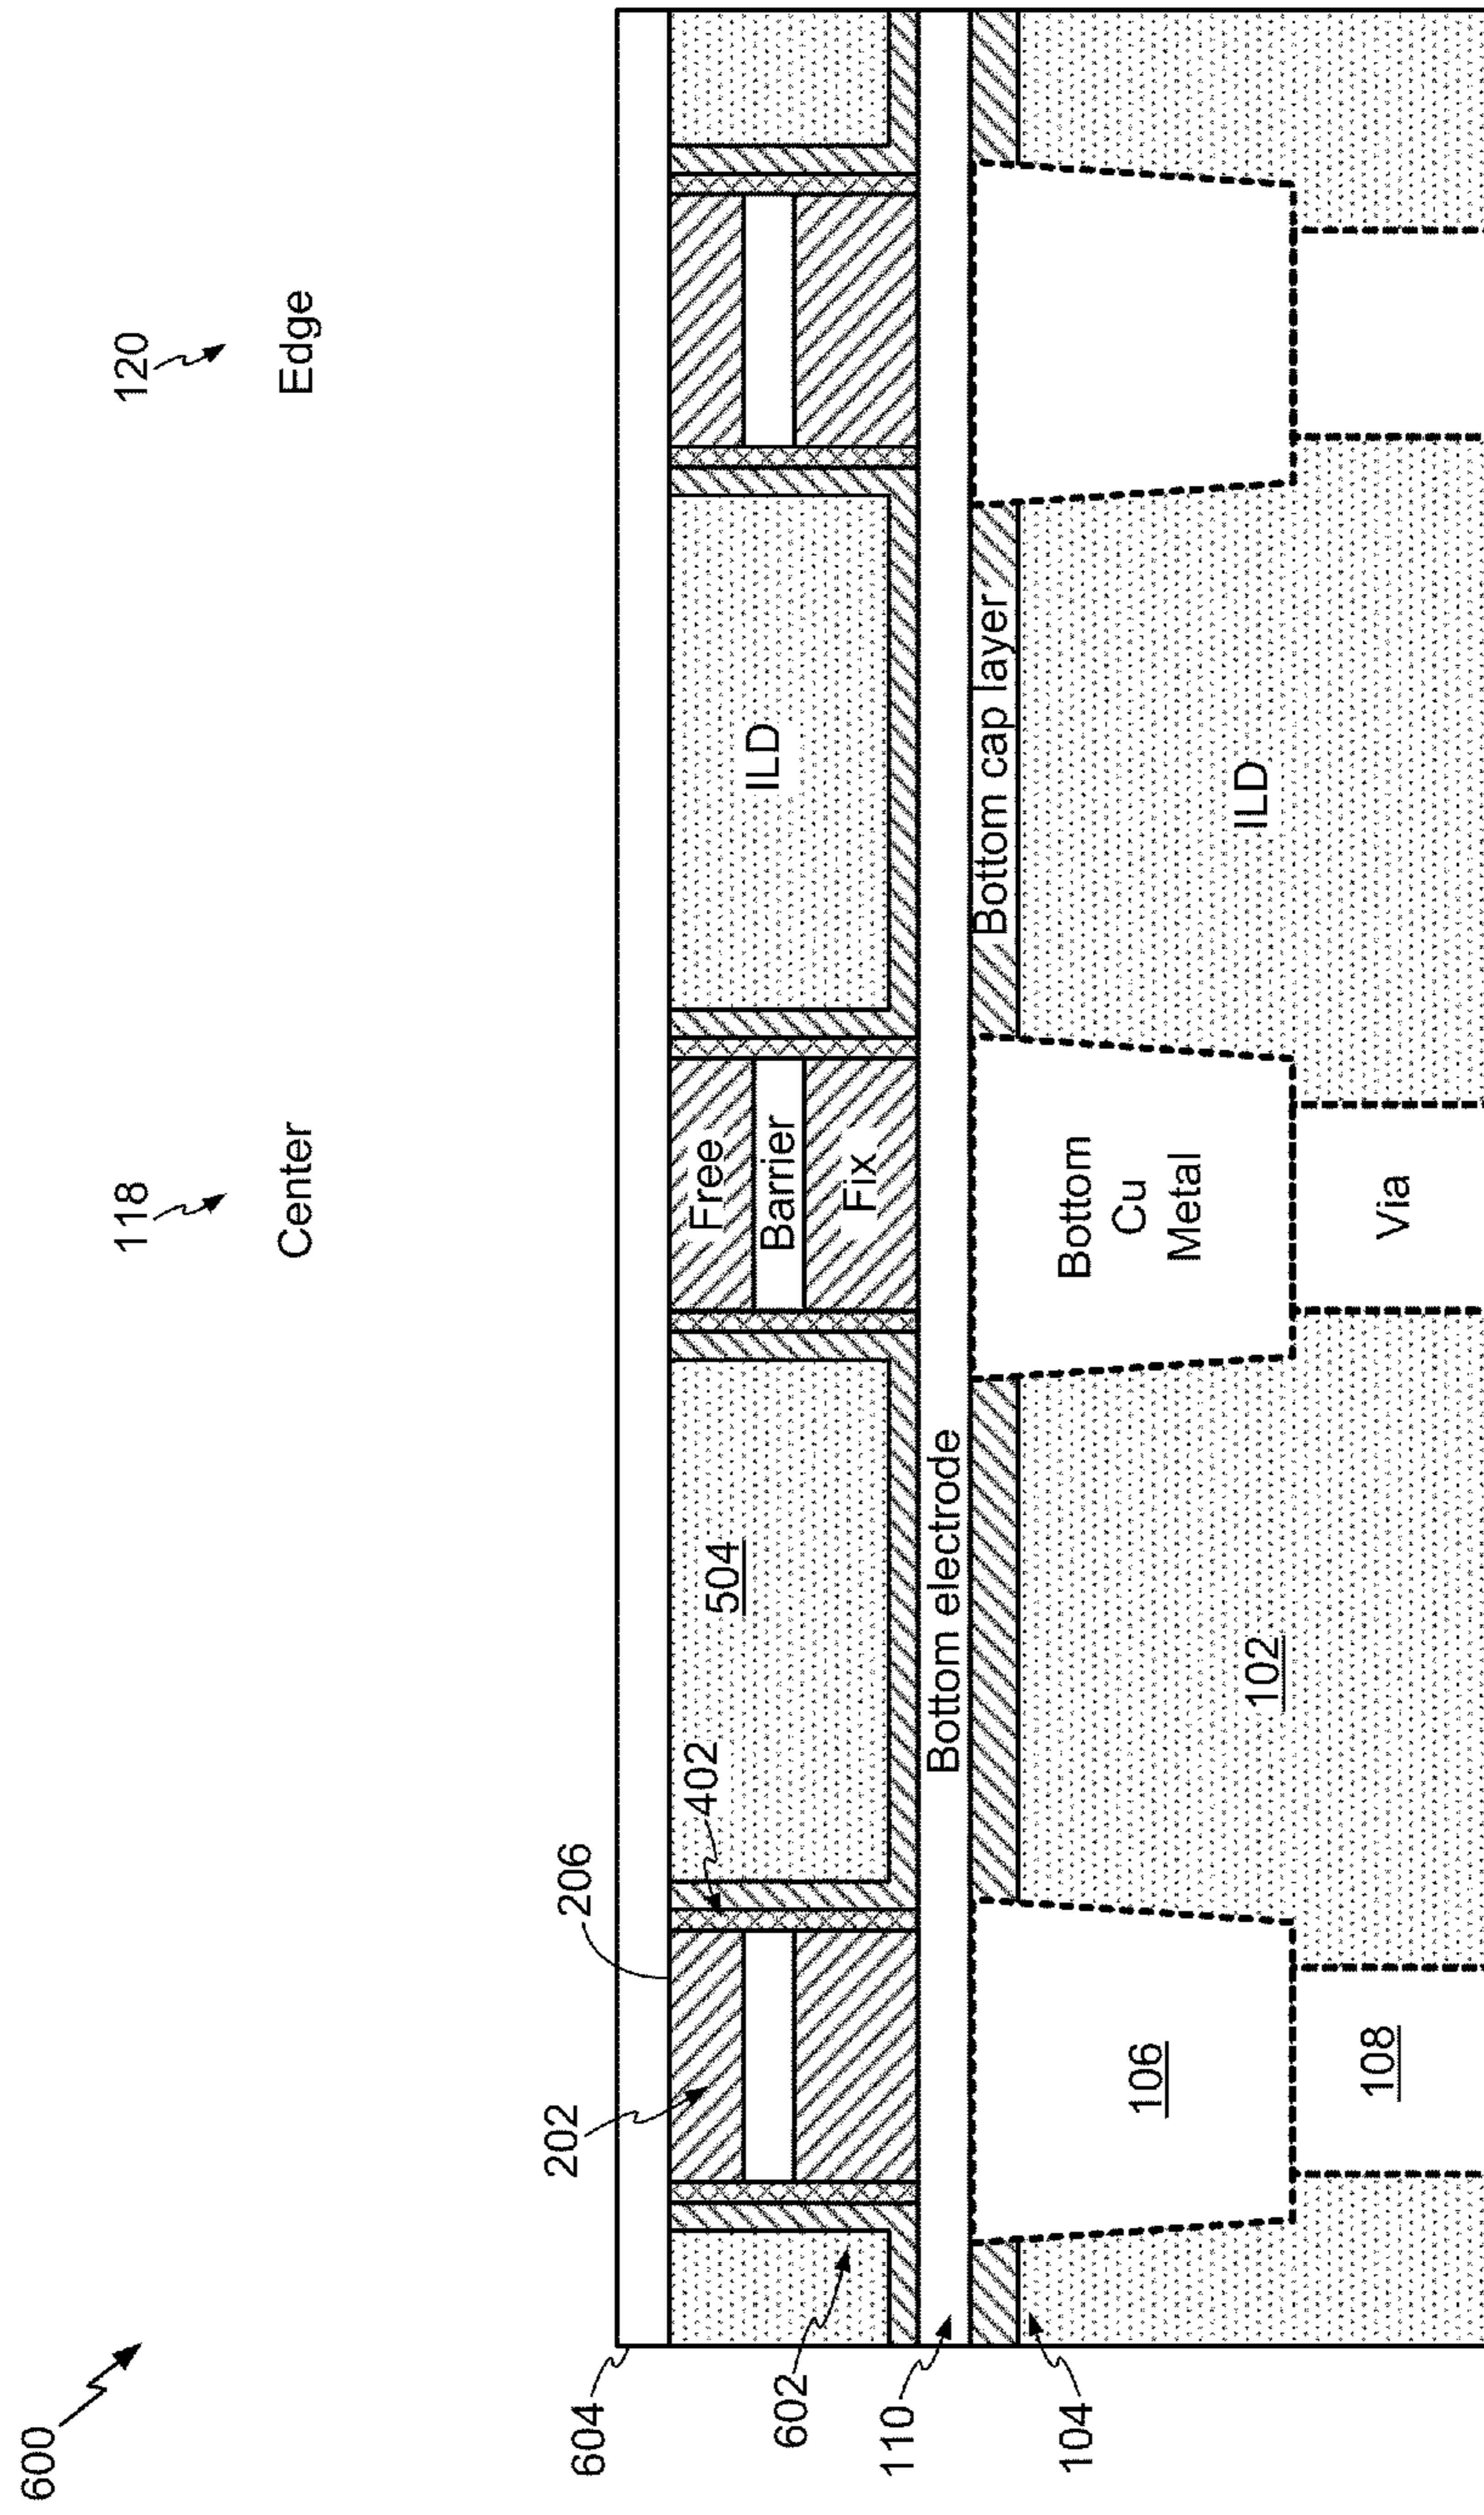 600
118
120
Center
Edge
604
202
206
602
402
504
ILD
Free
Barrier
Fix
110
Bottom electrode
104
Bottom cap layer
106
Bottom
Cu
Metal
102
ILD
108
Via